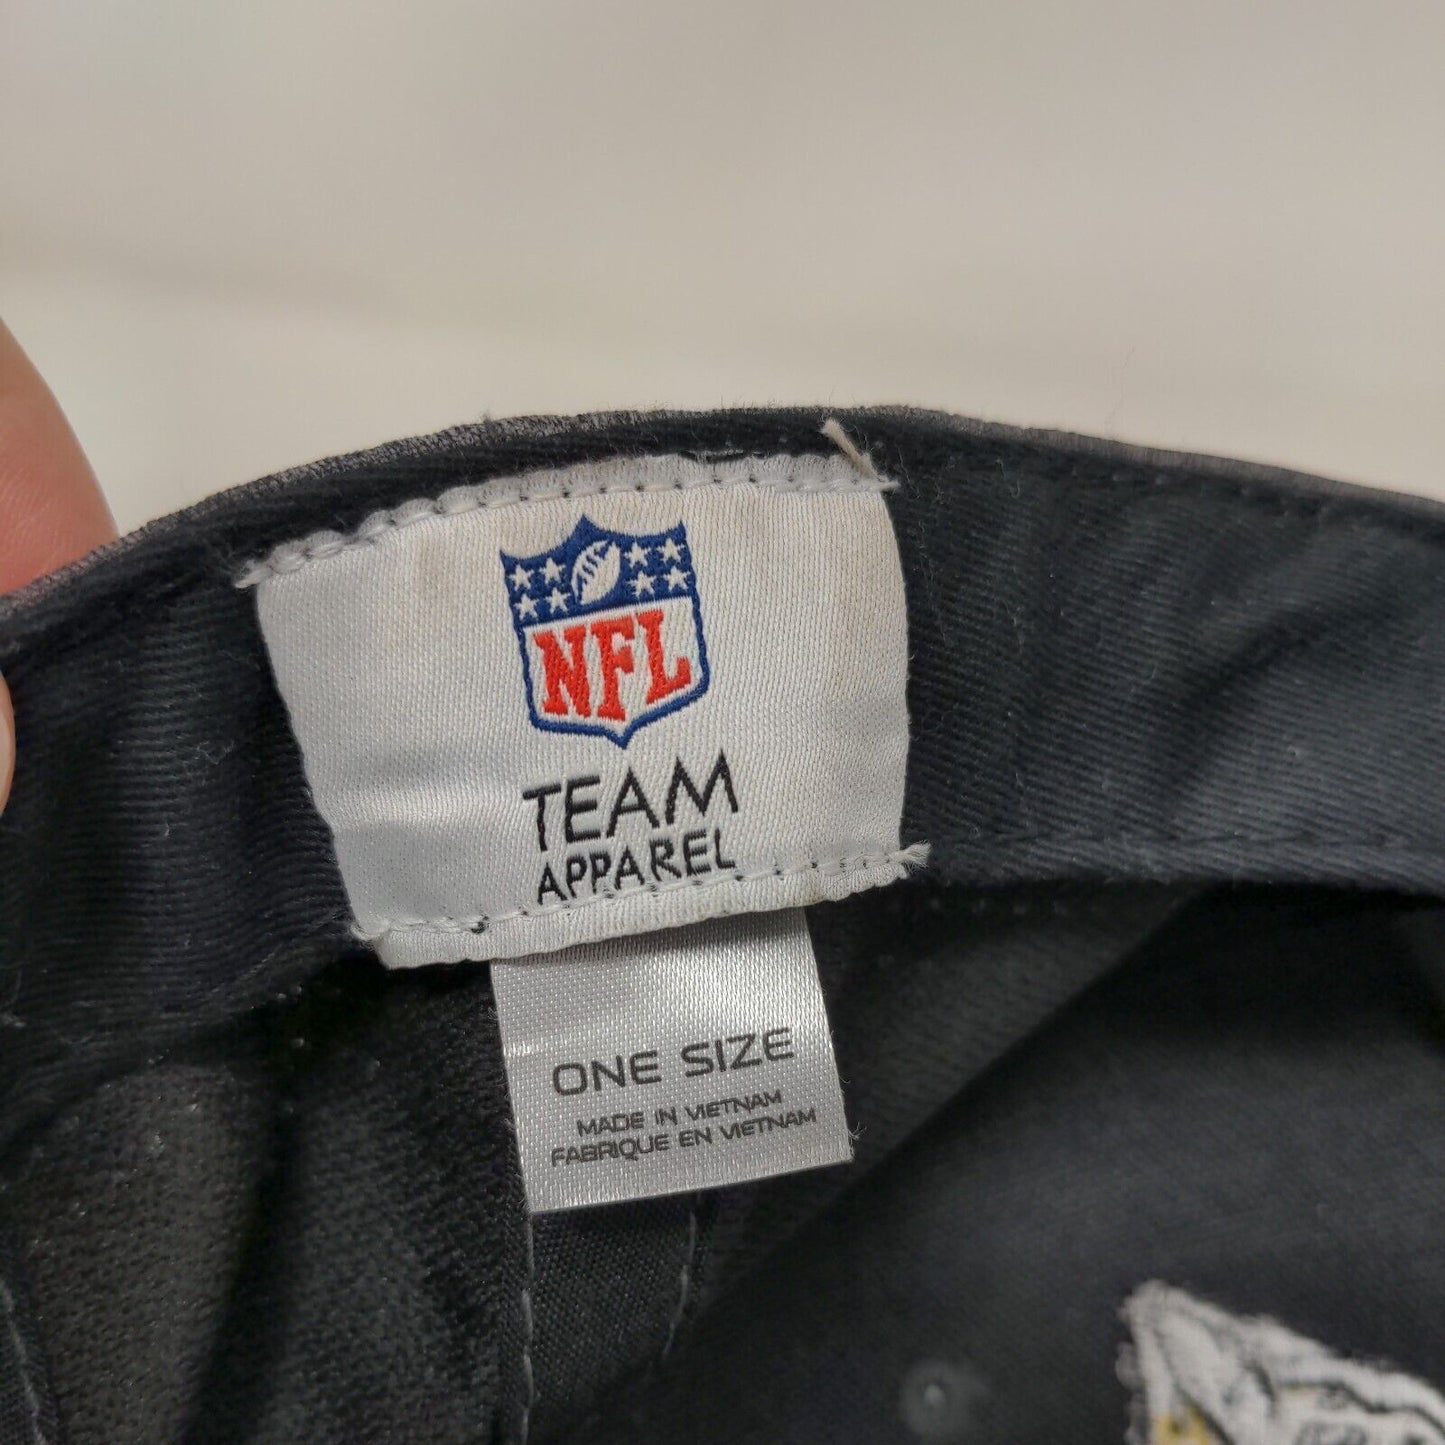 NFL
TEAM
APPAREL
ONE SIZE
MADE IN VIETNAM
FABRIQUE EN VIETNAM